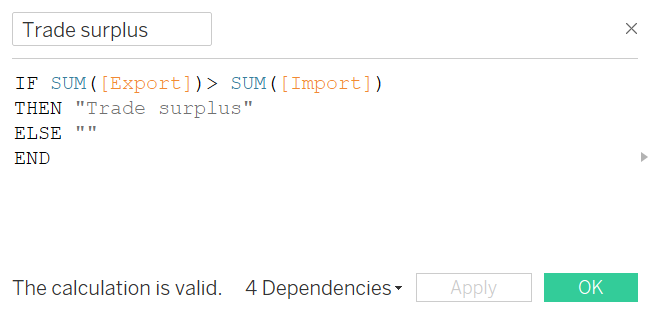 Trade surplus
IF SUM([Export])> SUM([Import])
THEN "Trade surplus"
ELSE ""
END
The calculation is valid. 4 Dependencies Apply OK